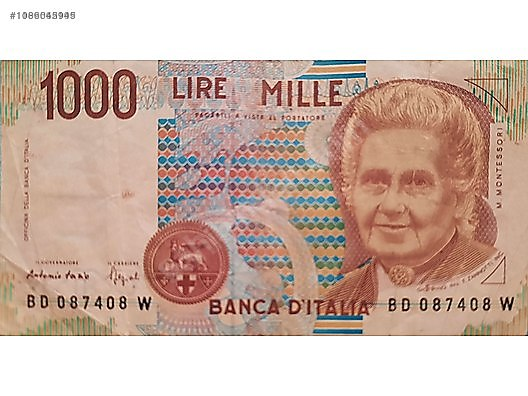 1000 LIRE MILLE
PAGABILI A VISTA AL PORTATORE
OFFICINA DELLA BANCA D'ITALIA
M. MONTESSORI
IL GOVERNATORE IL CASSIERE
BD 087408 W BANCA D'ITALIA BD 087408 W